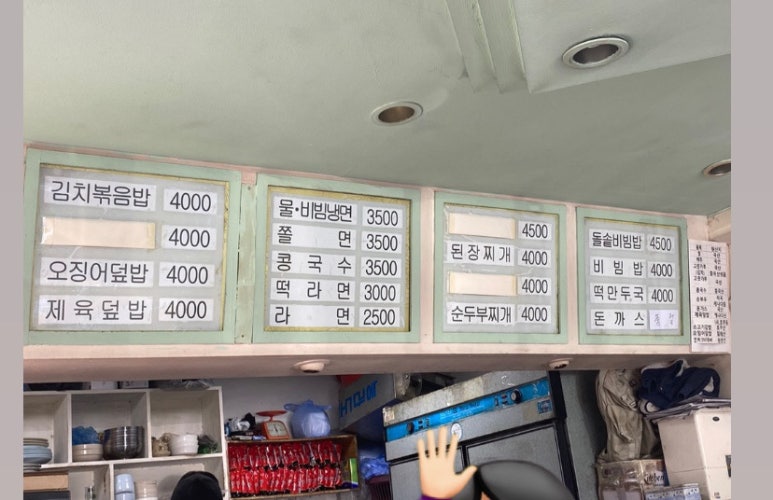 김치볶음밥 4000
4000
오징어덮밥 4000
제육덮밥 4000
물·비빔냉면 3500
쫄면 3500
콩국수 3500
떡라면 3000
라면 2500
4500
된장찌개 4000
4000
순두부찌개 4000
돌솥비빔밥 4500
비빔밥 4000
떡만두국 4000
돈까스